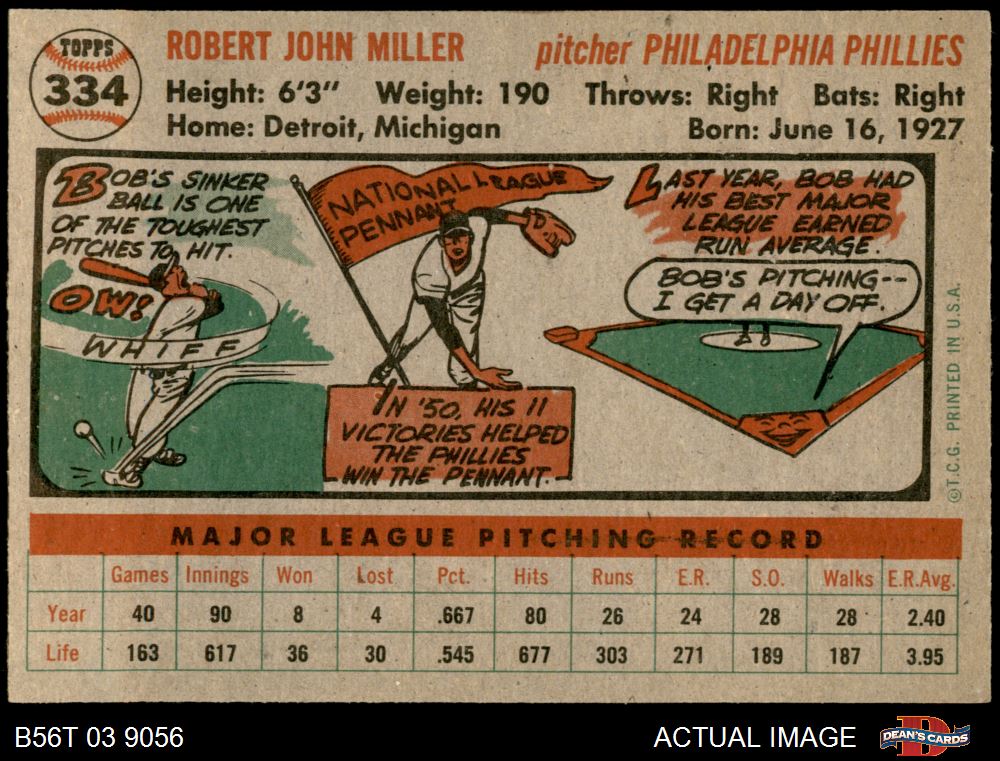 TOPPS
334
ROBERT JOHN MILLER
pitcher PHILADELPHIA PHILLIES
Height: 6'3" Weight: 190 Throws: Right Bats: Right
Home: Detroit, Michigan Born: June 16, 1927
BOB'S SINKER
BALL IS ONE
OF THE TOUGHEST
PITCHES TO HIT.
OW!
WHIFF
NATIONAL LEAGUE
PENNANT
IN '50, HIS 11
VICTORIES HELPED
THE PHILLIES
WIN THE PENNANT.
LAST YEAR, BOB HAD
HIS BEST MAJOR
LEAGUE EARNED
RUN AVERAGE.
BOB'S PITCHING--
I GET A DAY OFF.
©T.C.G. PRINTED IN U.S.A.
MAJOR LEAGUE PITCHING RECORD
Games Innings Won Lost Pct. Hits Runs E.R. S.O. Walks E.R.Avg.
Year 40 90 8 4 .667 80 26 24 28 28 2.40
Life 163 617 36 30 .545 677 303 271 189 187 3.95
B56T 03 9056
ACTUAL IMAGE
DEAN'S CARDS